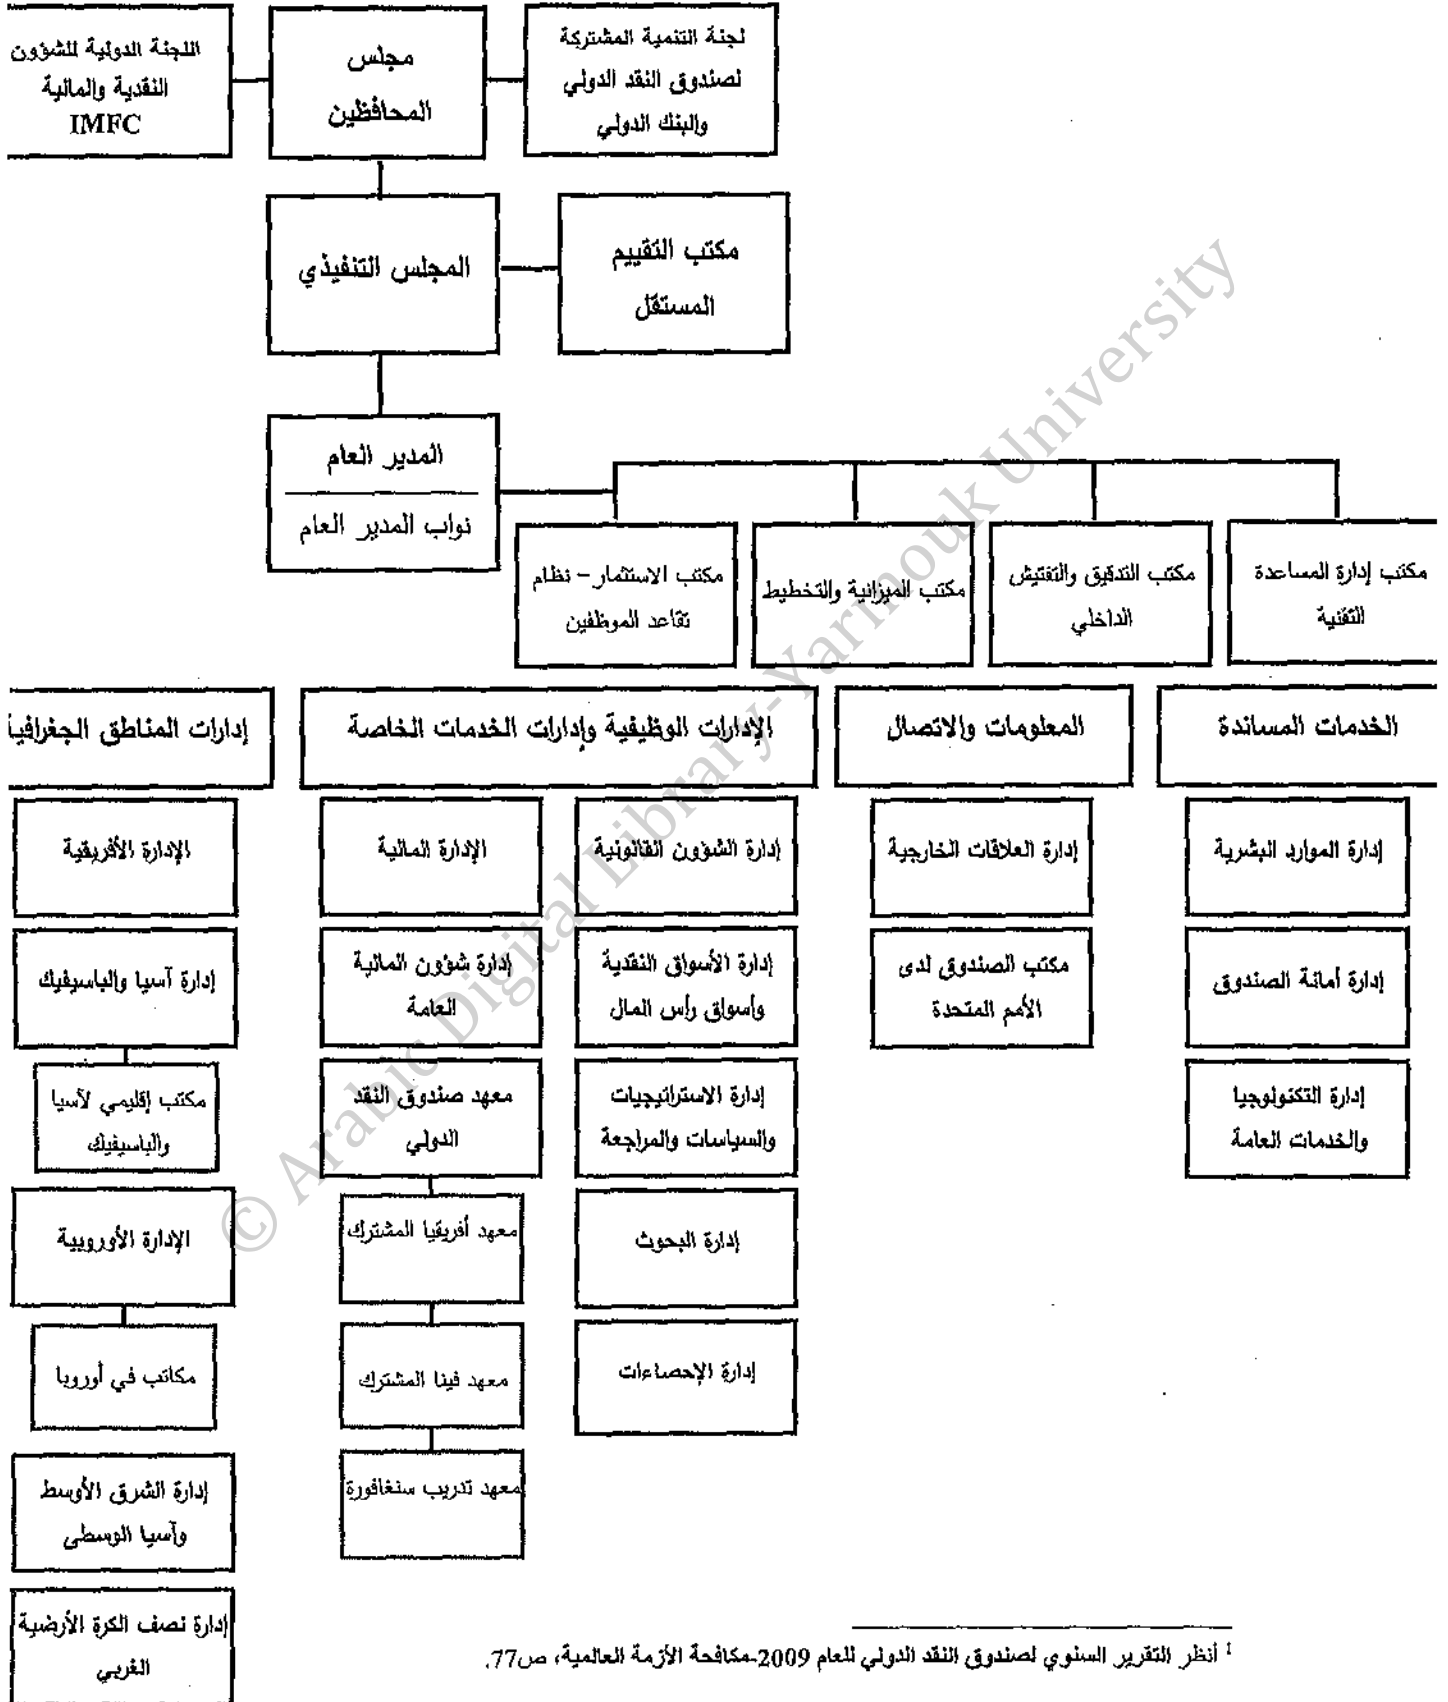 لجنة التنمية المشتركة
لصندوق النقد الدولي
والبنك الدولي
مجلس
المحافظين
اللجنة الدولية للشؤون
النقدية والمالية
IMFC
مكتب التقييم
المستقل
المجلس التنفيذي
المدير العام
نواب المدير العام
مكتب إدارة المساعدة
التقنية
مكتب التدقيق والتفتيش
الداخلي
مكتب الميزانية والتخطيط
مكتب الاستثمار – نظام
تقاعد الموظفين
الخدمات المساندة
إدارة الموارد البشرية
إدارة أمانة الصندوق
إدارة التكنولوجيا
والخدمات العامة
المعلومات والاتصال
إدارة العلاقات الخارجية
مكتب الصندوق لدى
الأمم المتحدة
الإدارات الوظيفية وإدارات الخدمات الخاصة
إدارة الشؤون القانونية
إدارة الأسواق النقدية
وأسواق رأس المال
إدارة الاستراتيجيات
والسياسات والمراجعة
إدارة البحوث
إدارة الإحصاءات
الإدارة المالية
إدارة شؤون المالية
العامة
معهد صندوق النقد
الدولي
معهد أفريقيا المشترك
معهد فينا المشترك
معهد تدريب سنغافورة
إدارات المناطق الجغرافية
الإدارة الأفريقية
إدارة آسيا والباسيفيك
مكتب إقليمي لآسيا
والباسيفيك
الإدارة الأوروبية
مكاتب في أوروبا
إدارة الشرق الأوسط
وآسيا الوسطى
إدارة نصف الكرة الأرضية
الغربي
1 أنظر التقرير السنوي لصندوق النقد الدولي للعام 2009-مكافحة الأزمة العالمية، ص77.
© Arabic Digital Library-Yarmouk University